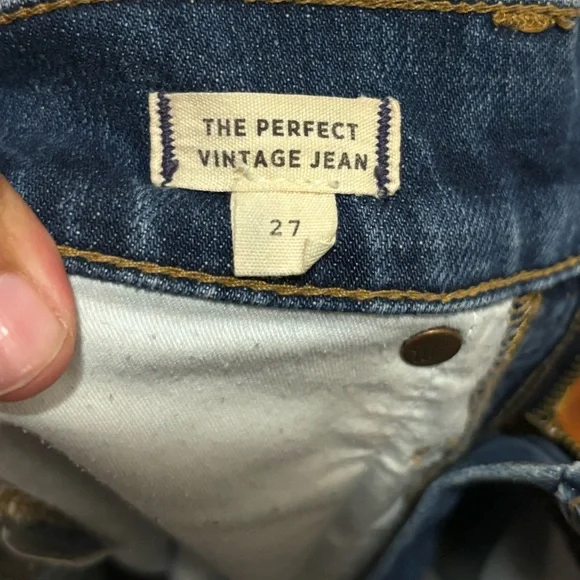 THE PERFECT
VINTAGE JEAN
27